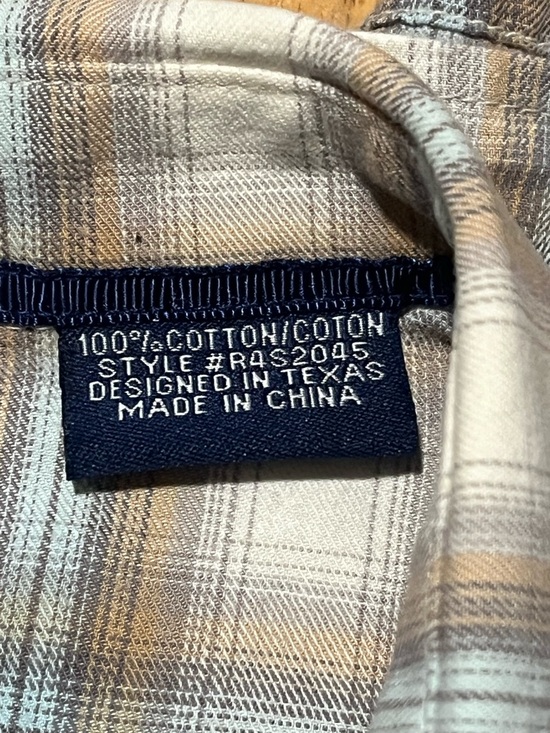 100% COTTON/COTON
STYLE #R4S2045
DESIGNED IN TEXAS
MADE IN CHINA